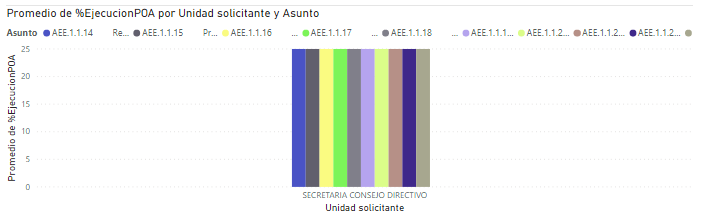 Promedio de %EjecucionPOA por Unidad solicitante y Asunto
Asunto AEE.1.1.14 Re... AEE.1.1.15 Pr... AEE.1.1.16 ... AEE.1.1.17 ... AEE.1.1.18 ... AEE.1.1.1... AEE.1.1.2... AEE.1.1.2... AEE.1.1.2...
25
20
15
10
5
0
Promedio de %EjecucionPOA
SECRETARIA CONSEJO DIRECTIVO
Unidad solicitante